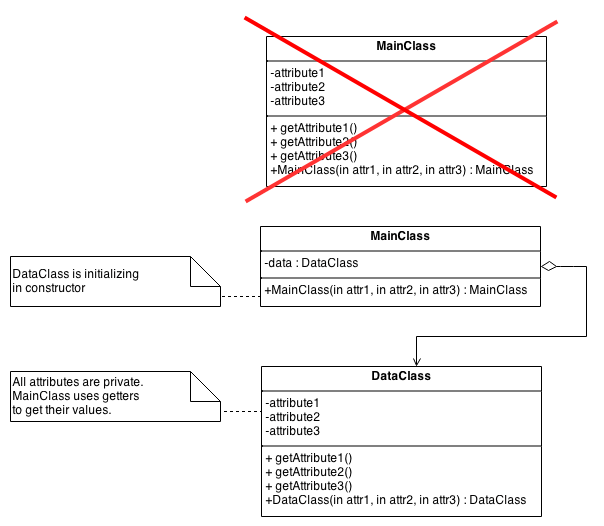 MainClass
-attribute1
-attribute2
-attribute3
+ getAttribute1()
+ getAttribute2()
+ getAttribute3()
+MainClass(in attr1, in attr2, in attr3) : MainClass
MainClass
-data : DataClass
+MainClass(in attr1, in attr2, in attr3) : MainClass
DataClass is initializing
in constructor
All attributes are private.
MainClass uses getters
to get their values.
DataClass
-attribute1
-attribute2
-attribute3
+ getAttribute1()
+ getAttribute2()
+ getAttribute3()
+DataClass(in attr1, in attr2, in attr3) : DataClass